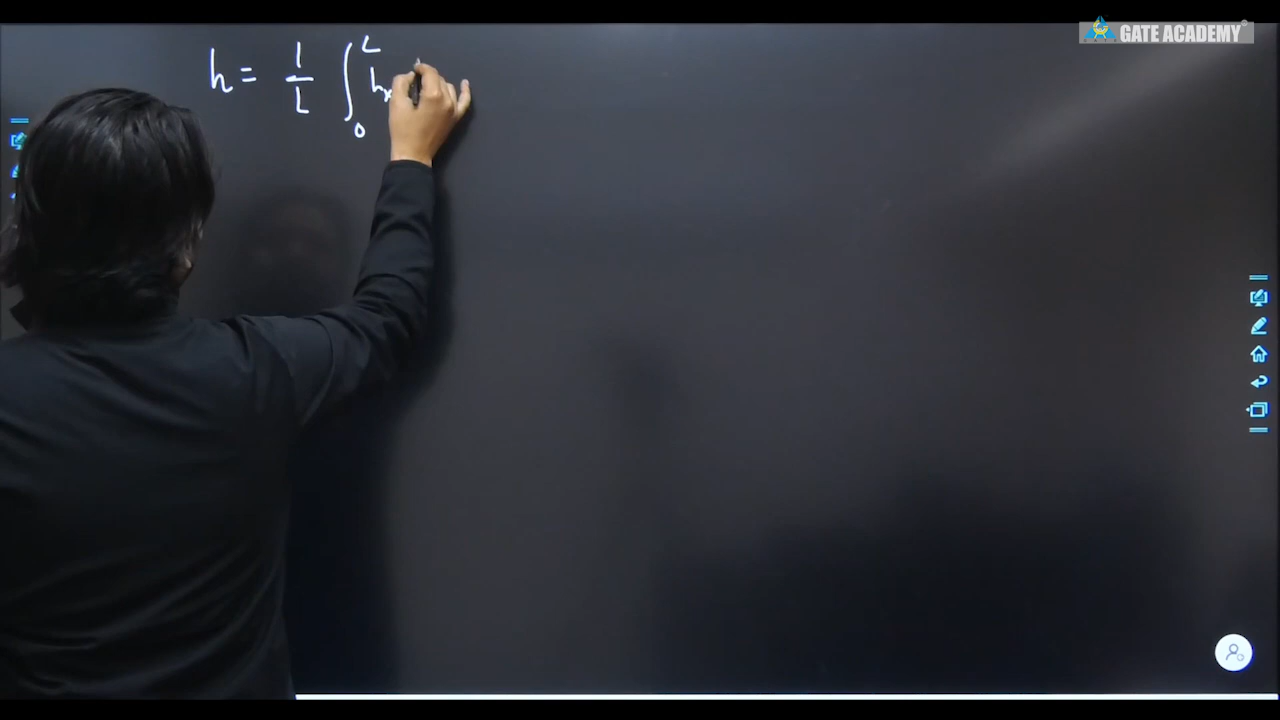 GATE ACADEMY
h = 1/L ∫₀ᴸ hₓ